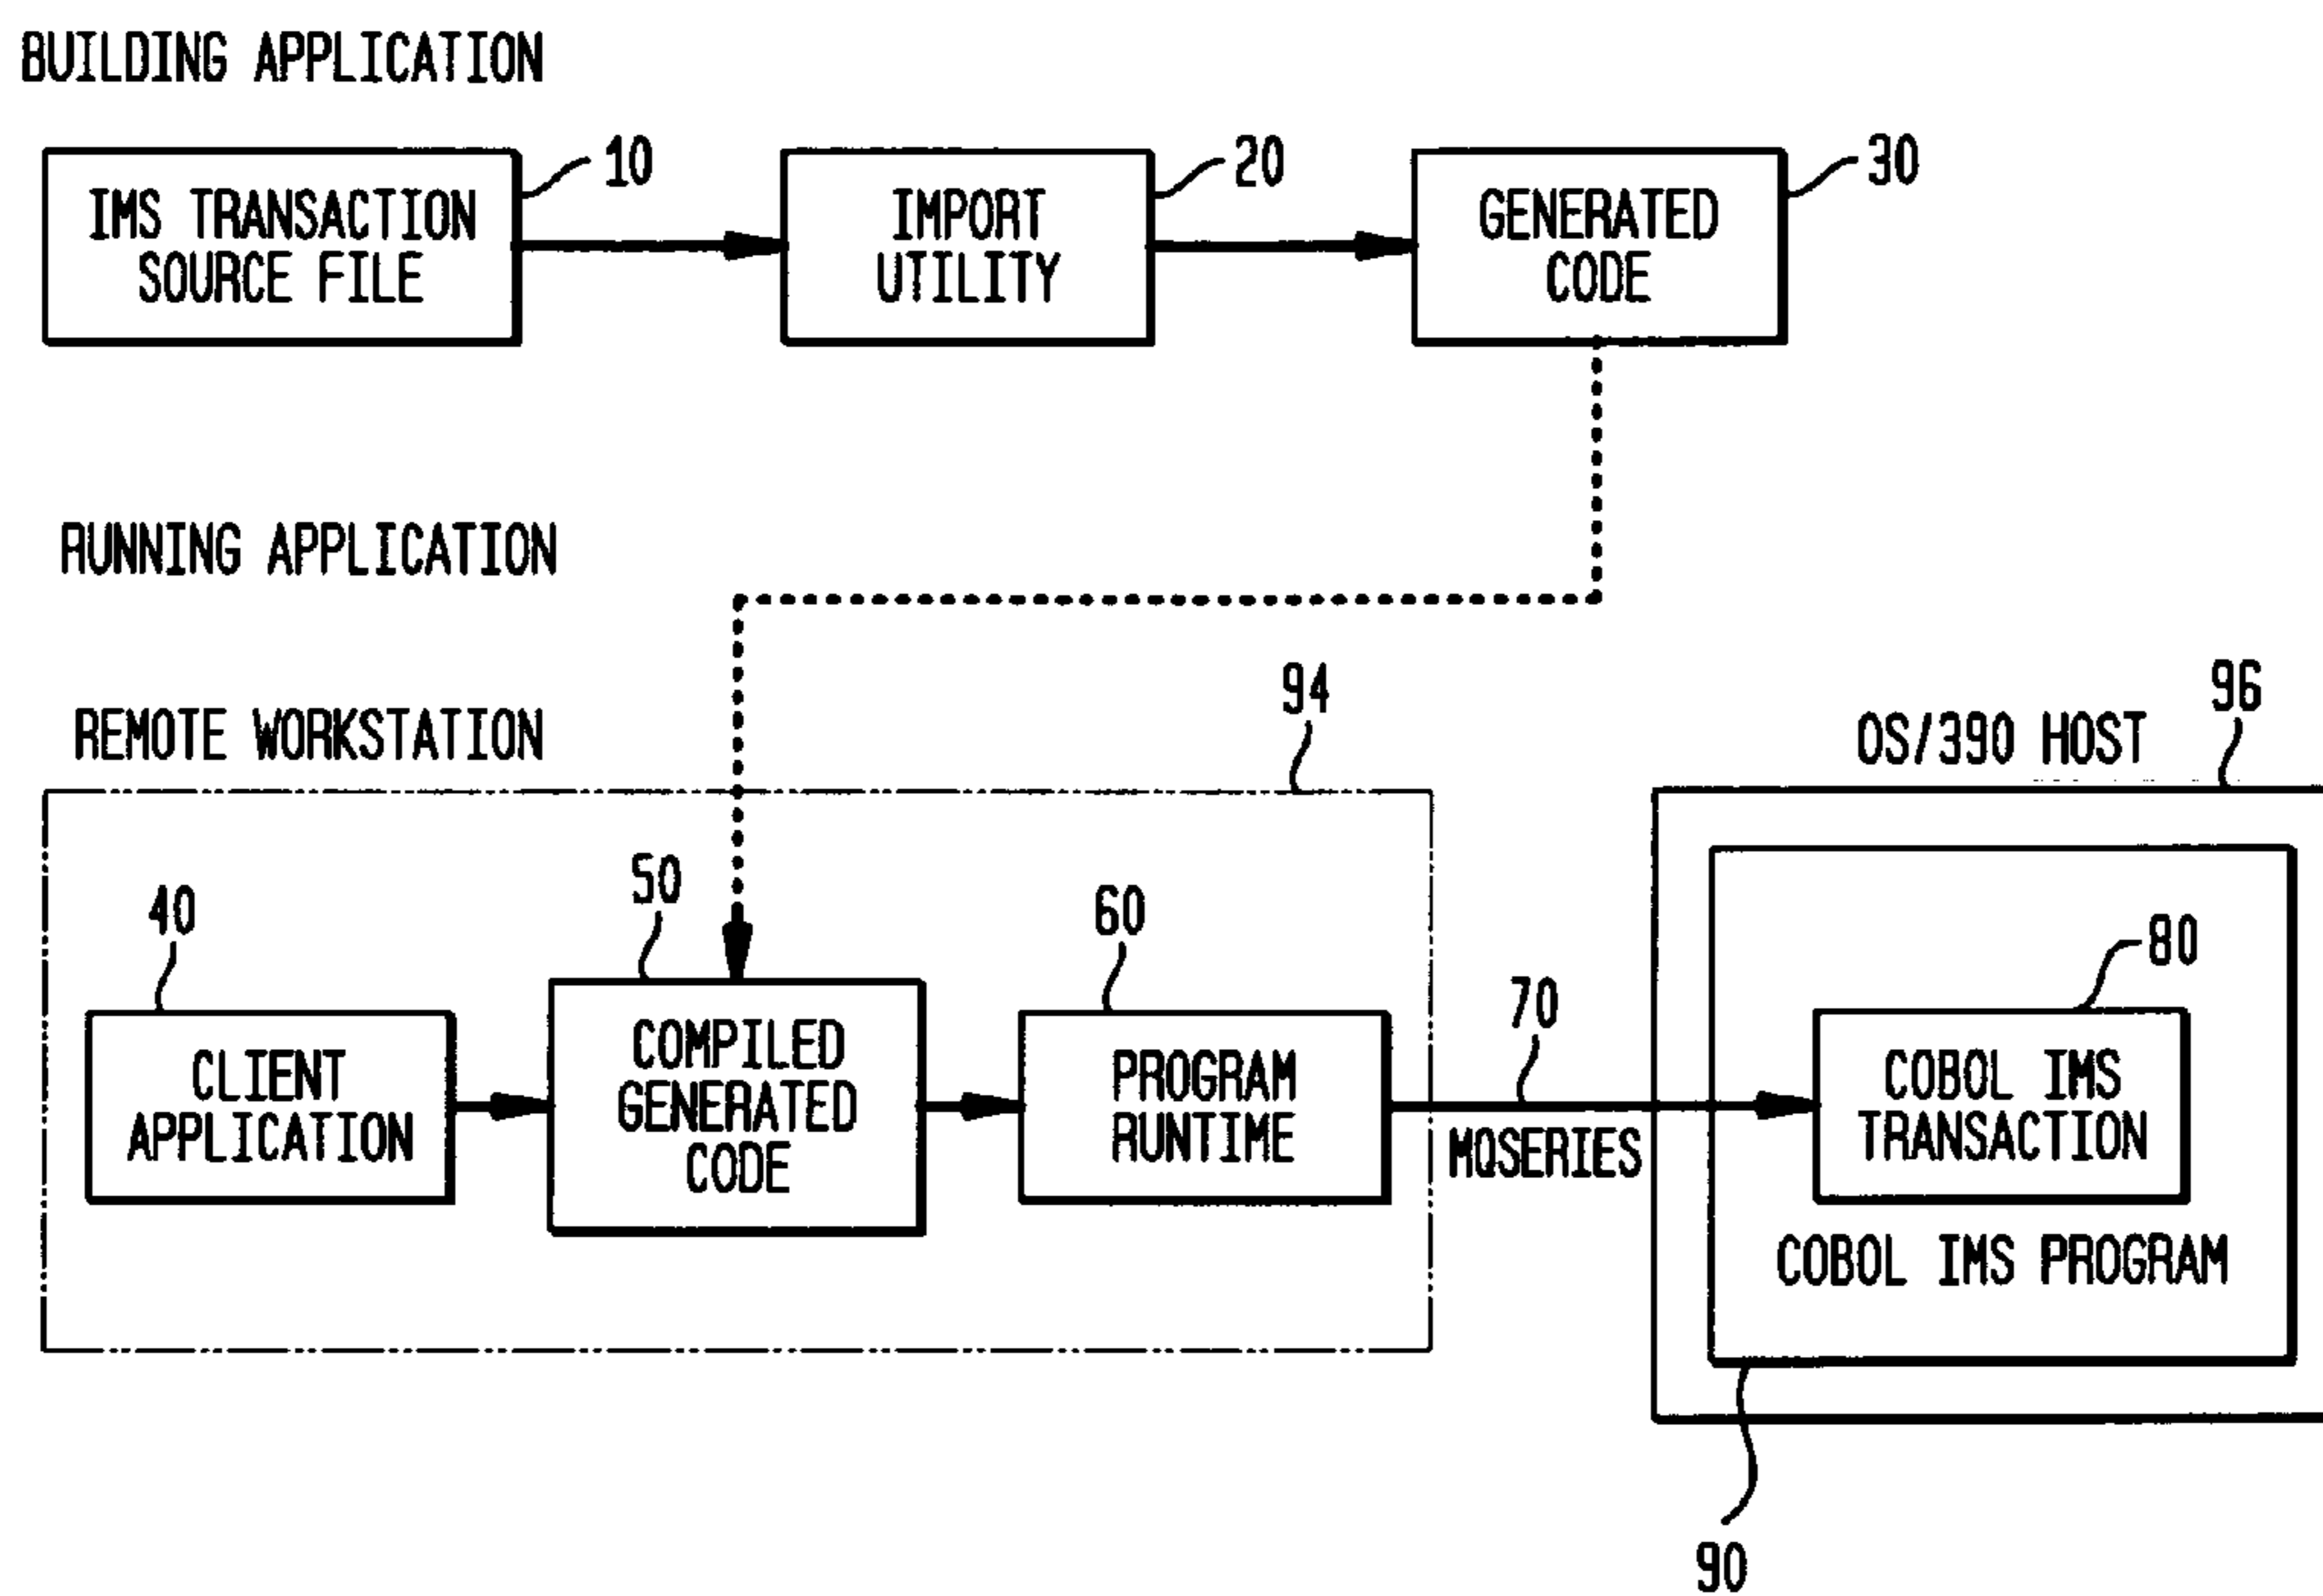 BUILDING APPLICATION
10
20
30
IMS TRANSACTION
SOURCE FILE
IMPORT
UTILITY
GENERATED
CODE
RUNNING APPLICATION
94
96
REMOTE WORKSTATION
OS/390 HOST
40
50
60
70
80
CLIENT
APPLICATION
COMPILED
GENERATED
CODE
PROGRAM
RUNTIME
MQSERIES
COBOL IMS
TRANSACTION
COBOL IMS PROGRAM
90